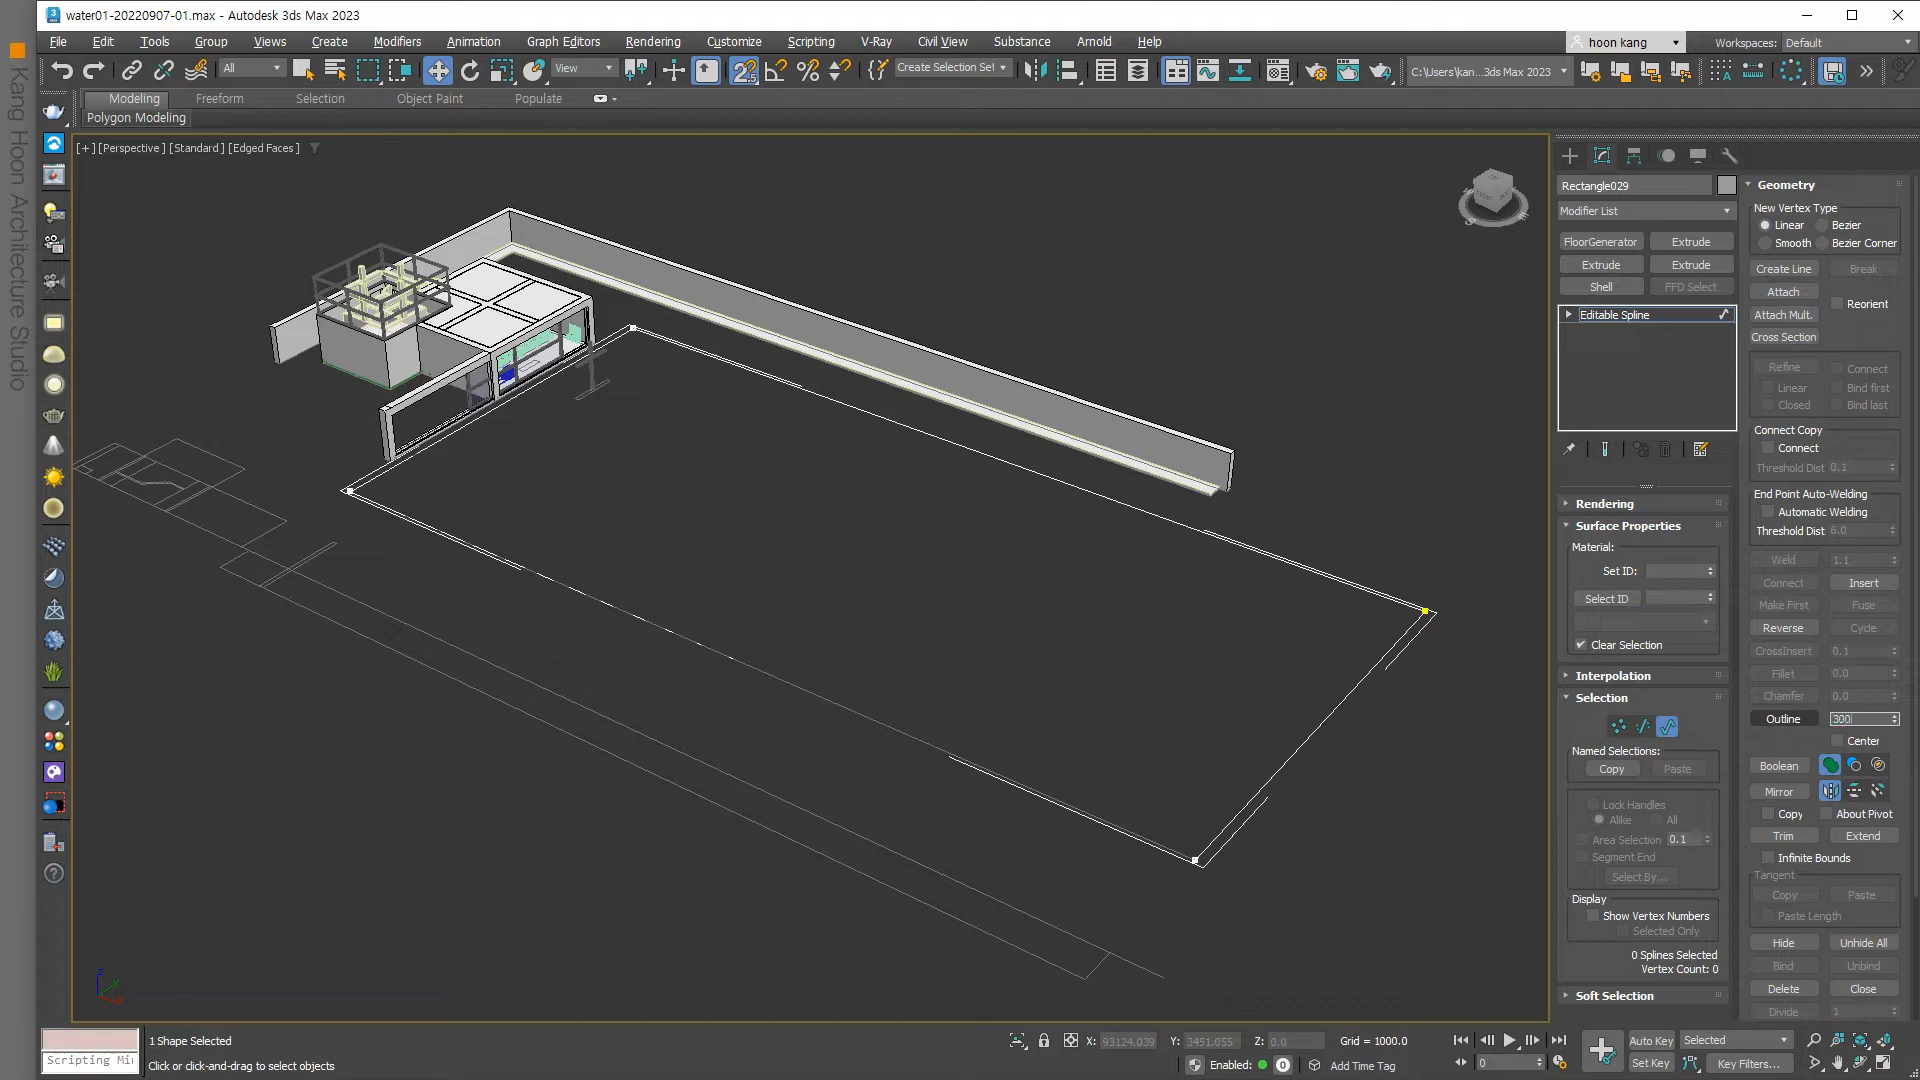 water01-20220907-01.max - Autodesk 3ds Max 2023
File Edit Tools Group Views Create Modifiers Animation Graph Editors Rendering Customize Scripting V-Ray Civil View Substance Arnold Help
hoon kang
Workspaces: Default
All
View
Create Selection Set
C:\Users\kan...3ds Max 2023
Modeling Freeform Selection Object Paint Populate
Polygon Modeling
Kang Hoon Architecture Studio
[+] [Perspective ] [Standard ] [Edged Faces ]
Rectangle029
Modifier List
FloorGenerator Extrude
Extrude Extrude
Shell FFD Select
Editable Spline
Rendering
Surface Properties
Material:
Set ID:
Select ID
Clear Selection
Interpolation
Selection
Named Selections:
Copy Paste
Lock Handles
Alike All
Area Selection 0.1
Segment End
Select By...
Display
Show Vertex Numbers
Selected Only
0 Splines Selected
Vertex Count: 0
Soft Selection
Geometry
New Vertex Type
Linear Bezier
Smooth Bezier Corner
Create Line Break
Attach
Reorient
Attach Mult.
Cross Section
Refine Connect
Linear Bind first
Closed Bind last
Connect Copy
Connect
Threshold Dist 0.1
End Point Auto-Welding
Automatic Welding
Threshold Dist 6.0
Weld 1.1
Connect Insert
Make First Fuse
Reverse Cycle
CrossInsert 0.1
Fillet 0.0
Chamfer 0.0
Outline 300
Center
Boolean
Mirror
Copy About Pivot
Trim Extend
Infinite Bounds
Tangent
Copy Paste
Paste Length
Hide Unhide All
Bind Unbind
Delete Close
Divide 1
Scripting Mi
1 Shape Selected
Click or click-and-drag to select objects
X: 93124.039 Y: 3451.055 Z: 0.0 Grid = 1000.0
Enabled: 0 Add Time Tag
0
Auto Key Selected
Set Key Key Filters...